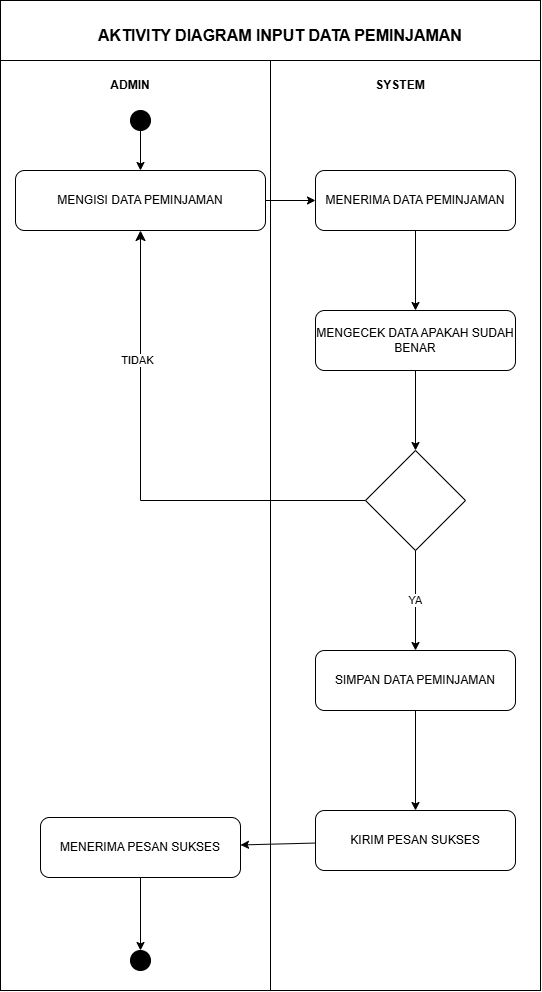 AKTIVITY DIAGRAM INPUT DATA PEMINJAMAN
ADMIN
SYSTEM
MENGISI DATA PEMINJAMAN
MENERIMA DATA PEMINJAMAN
MENGECEK DATA APAKAH SUDAH
BENAR
TIDAK
YA
SIMPAN DATA PEMINJAMAN
KIRIM PESAN SUKSES
MENERIMA PESAN SUKSES